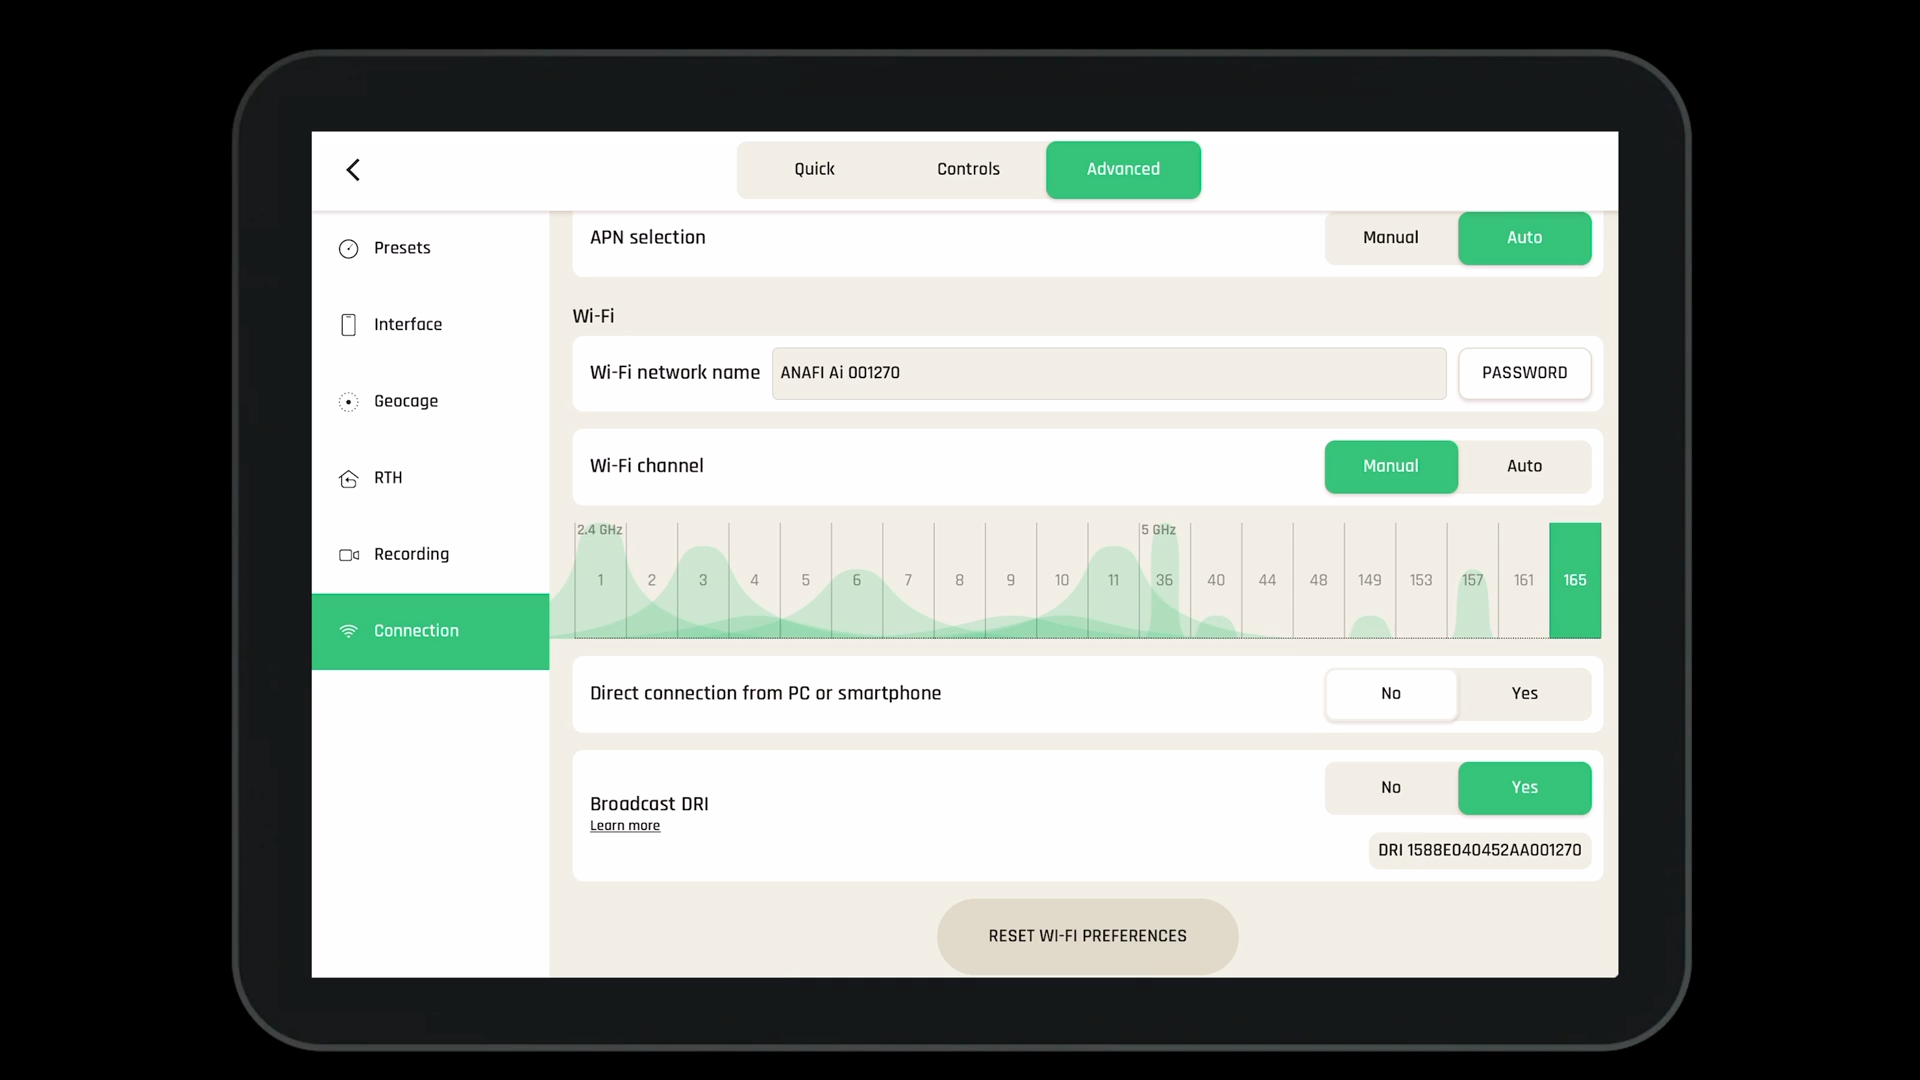 Quick Controls Advanced
Presets
Interface
Geocage
RTH
Recording
Connection
APN selection Manual Auto
Wi-Fi
Wi-Fi network name ANAFI Ai 001270 PASSWORD
Wi-Fi channel Manual Auto
2.4 GHz 5 GHz
1 2 3 4 5 6 7 8 9 10 11 36 40 44 48 149 153 157 161 165
Direct connection from PC or smartphone No Yes
Broadcast DRI No Yes
Learn more
DRI 1588E040452AA001270
RESET WI-FI PREFERENCES